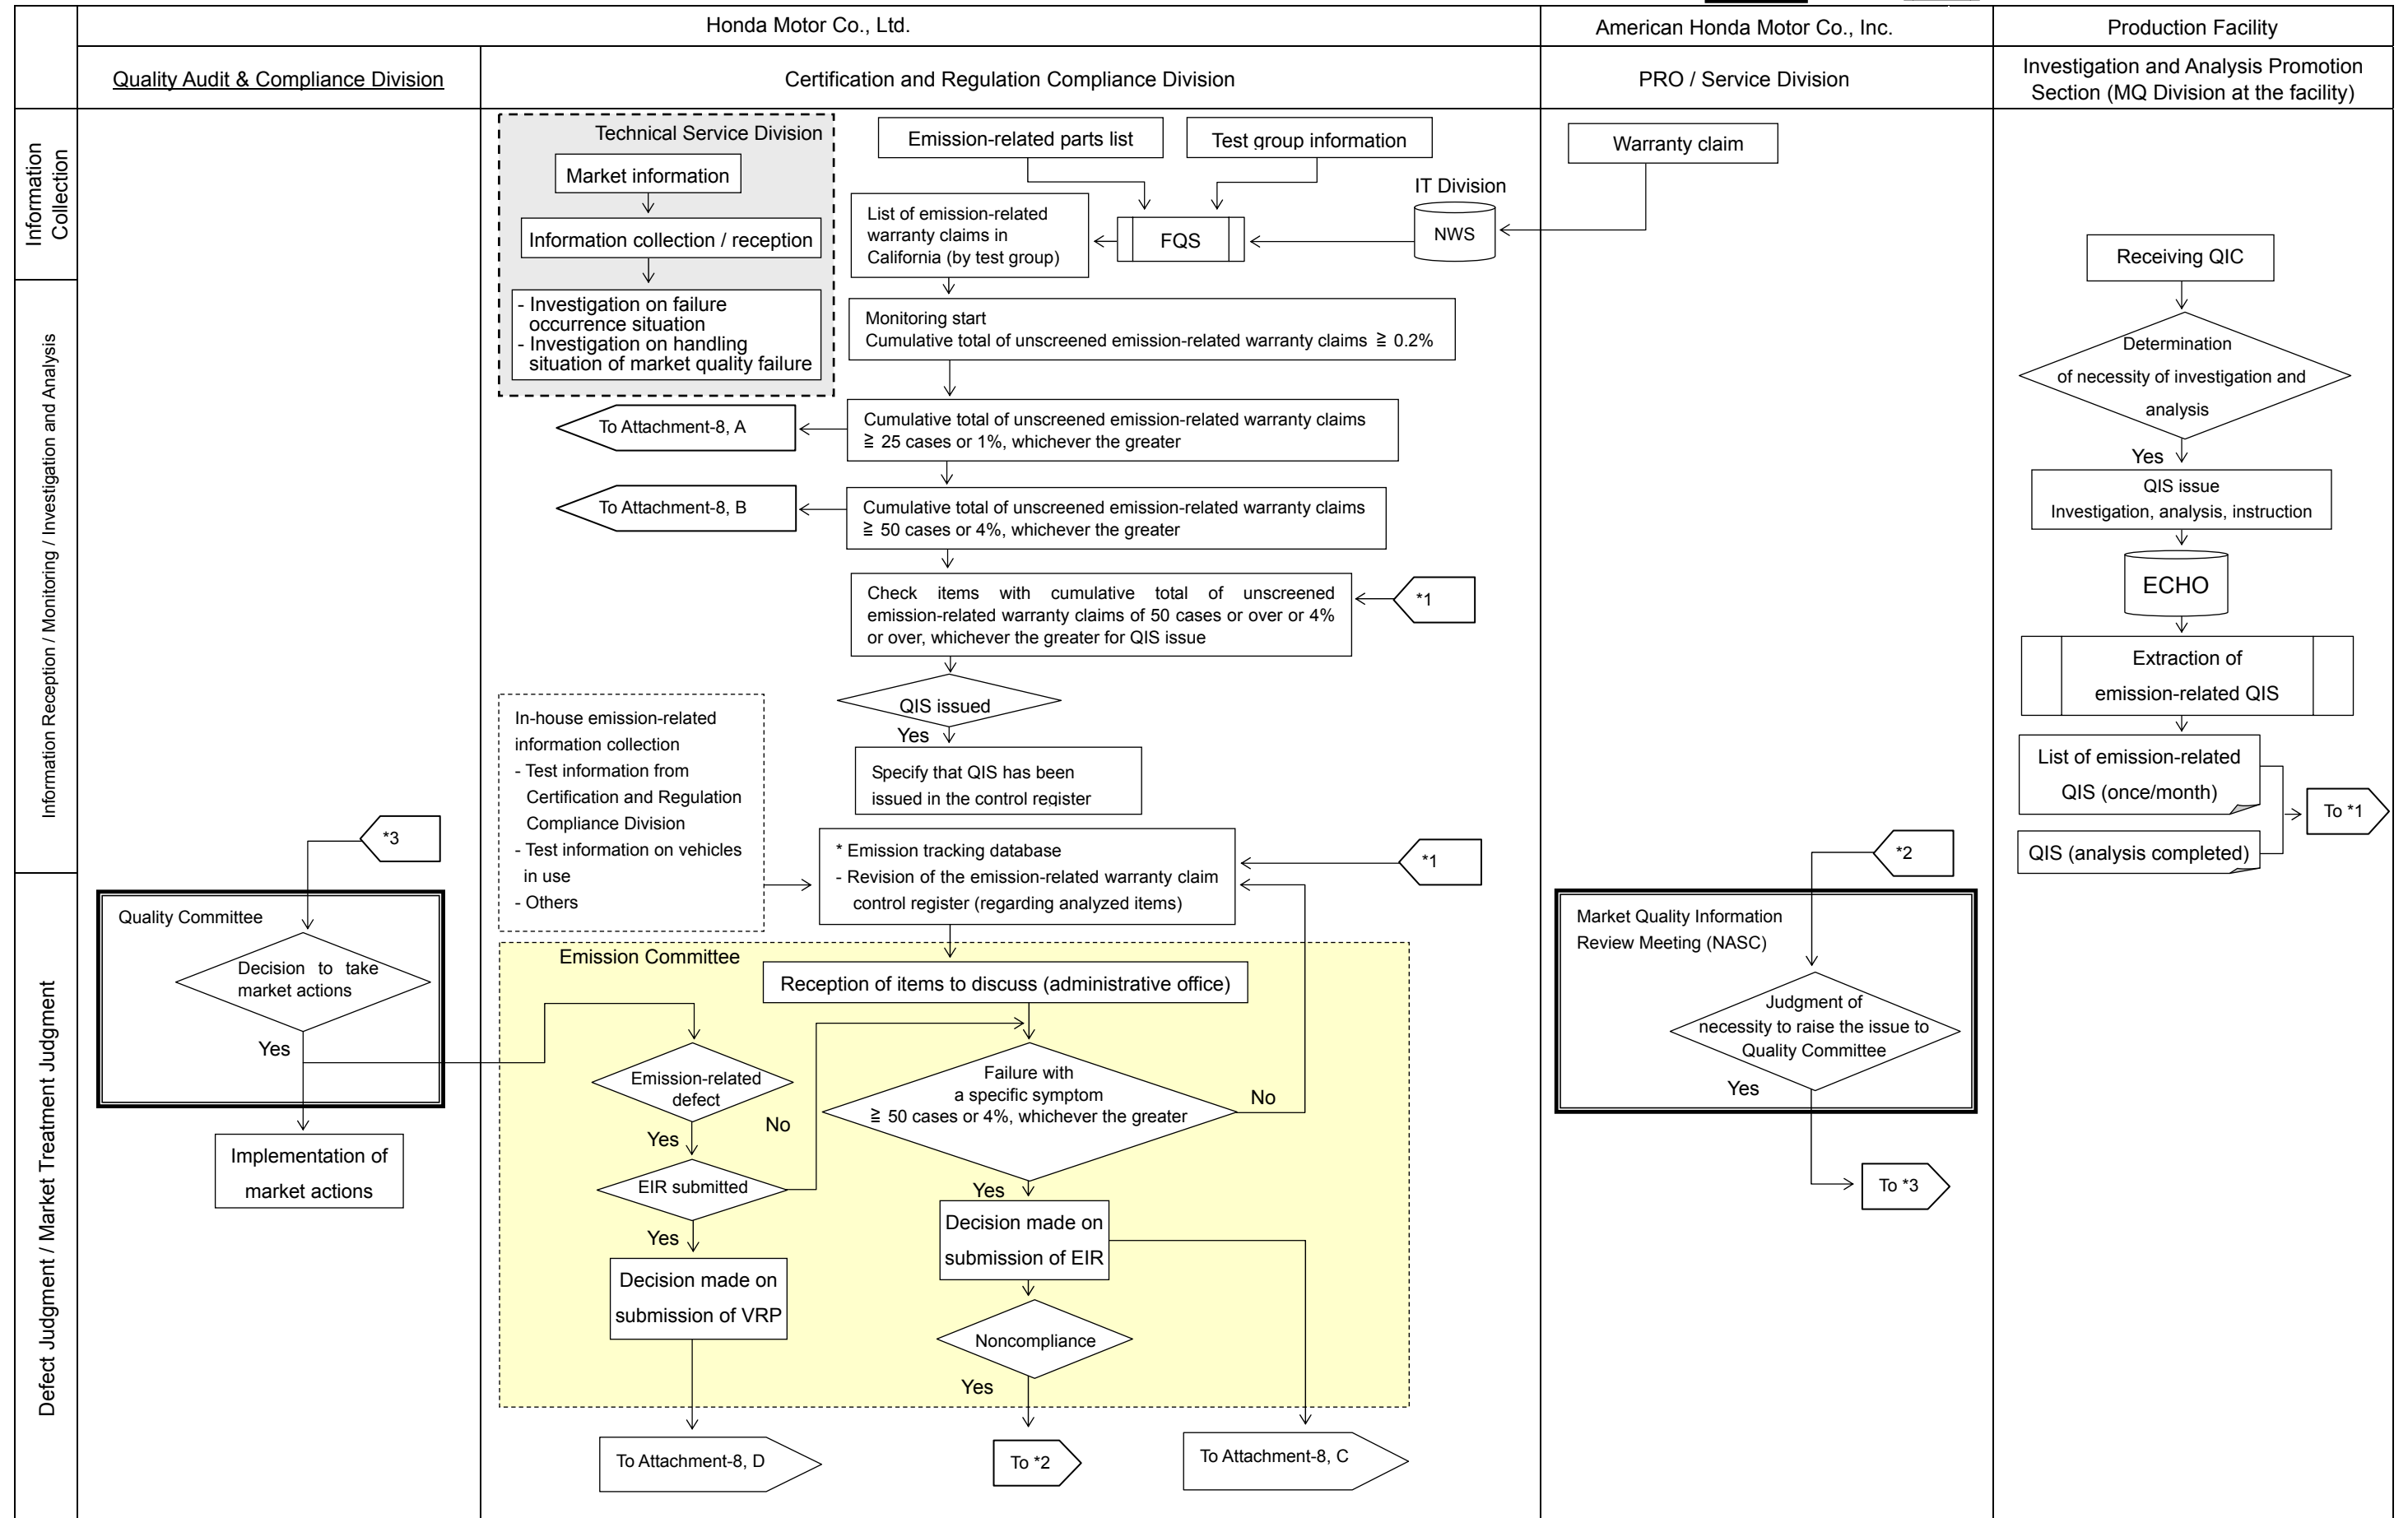 Honda Motor Co., Ltd.
American Honda Motor Co., Inc.
Production Facility
Quality Audit & Compliance Division
Certification and Regulation Compliance Division
PRO / Service Division
Investigation and Analysis Promotion
Section (MQ Division at the facility)
Information
Collection
Technical Service Division
Market information
Information collection / reception
- Investigation on failure
occurrence situation
- Investigation on handling
situation of market quality failure
Emission-related parts list
Test group information
Warranty claim
IT Division
NWS
FQS
List of emission-related
warranty claims in
California (by test group)
Information Reception / Monitoring / Investigation and Analysis
Monitoring start
Cumulative total of unscreened emission-related warranty claims ≧ 0.2%
To Attachment-8, A
Cumulative total of unscreened emission-related warranty claims
≧ 25 cases or 1%, whichever the greater
To Attachment-8, B
Cumulative total of unscreened emission-related warranty claims
≧ 50 cases or 4%, whichever the greater
Check items with cumulative total of unscreened
emission-related warranty claims of 50 cases or over or 4%
or over, whichever the greater for QIS issue
*1
QIS issued
Yes
Specify that QIS has been
issued in the control register
In-house emission-related
information collection
- Test information from
Certification and Regulation
Compliance Division
- Test information on vehicles
in use
- Others
* Emission tracking database
- Revision of the emission-related warranty claim
control register (regarding analyzed items)
*1
Receiving QIC
Determination
of necessity of investigation and
analysis
Yes
QIS issue
Investigation, analysis, instruction
ECHO
Extraction of
emission-related QIS
List of emission-related
QIS (once/month)
QIS (analysis completed)
To *1
Defect Judgment / Market Treatment Judgment
*3
Quality Committee
Decision to take
market actions
Yes
Implementation of
market actions
Emission Committee
Reception of items to discuss (administrative office)
Emission-related
defect
Yes
No
EIR submitted
Yes
Decision made on
submission of VRP
To Attachment-8, D
Failure with
a specific symptom
≧ 50 cases or 4%, whichever the greater
No
Yes
Decision made on
submission of EIR
Noncompliance
Yes
To *2
To Attachment-8, C
*2
Market Quality Information
Review Meeting (NASC)
Judgment of
necessity to raise the issue to
Quality Committee
Yes
To *3